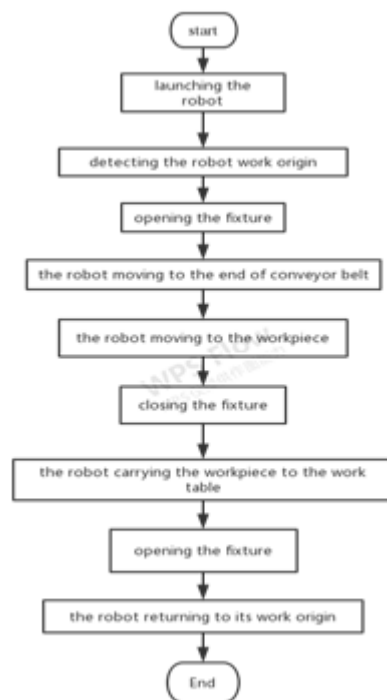 start
launching the
robot
detecting the robot work origin
opening the fixture
the robot moving to the end of conveyor belt
the robot moving to the workpiece
WPS flow
closing the fixture
the robot carrying the workpiece to the work
table
opening the fixture
the robot returning to its work origin
End